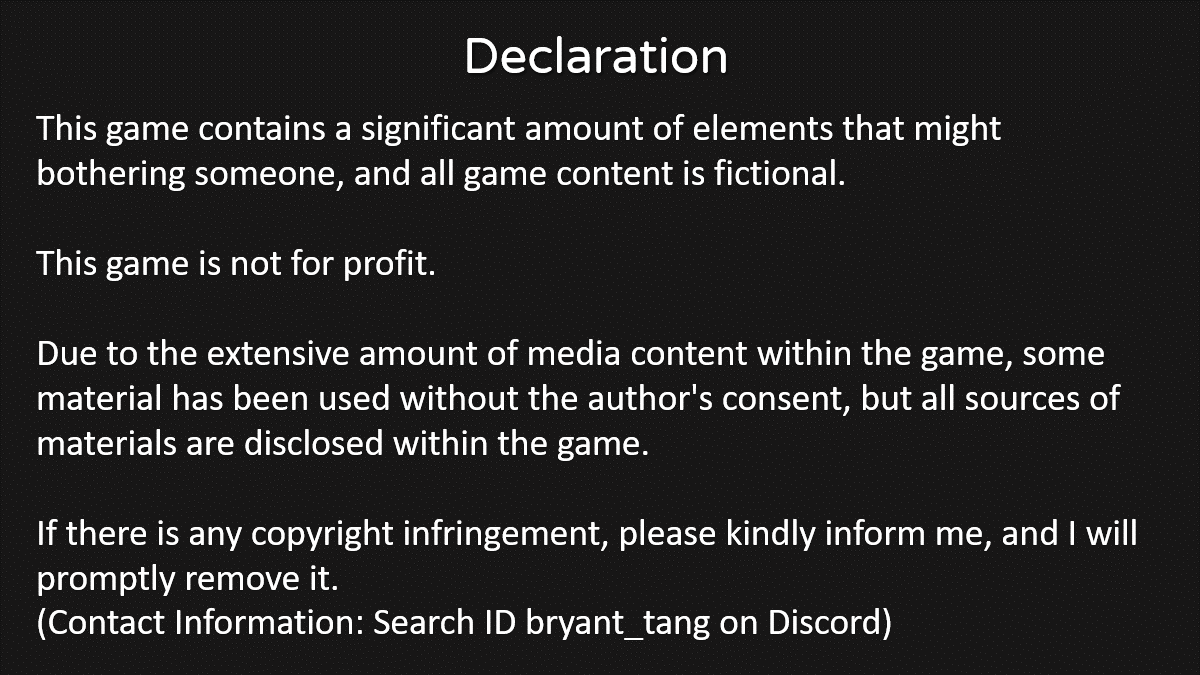 Declaration
This game contains a significant amount of elements that might
bothering someone, and all game content is fictional.
This game is not for profit.
Due to the extensive amount of media content within the game, some
material has been used without the author's consent, but all sources of
materials are disclosed within the game.
If there is any copyright infringement, please kindly inform me, and I will
promptly remove it.
(Contact Information: Search ID bryant_tang on Discord)